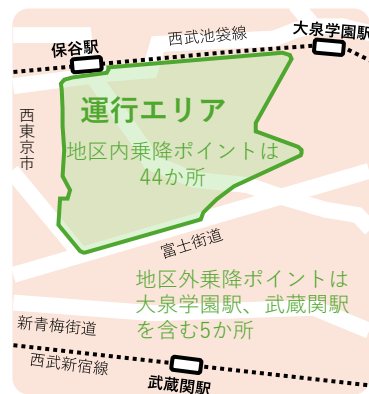 西武池袋線
大泉学園駅
保谷駅
運行エリア
西東京市
地区内乗降ポイントは
44か所
富士街道
地区外乗降ポイントは
大泉学園駅、武蔵関駅
を含む5か所
新青梅街道
西武新宿線
武蔵関駅